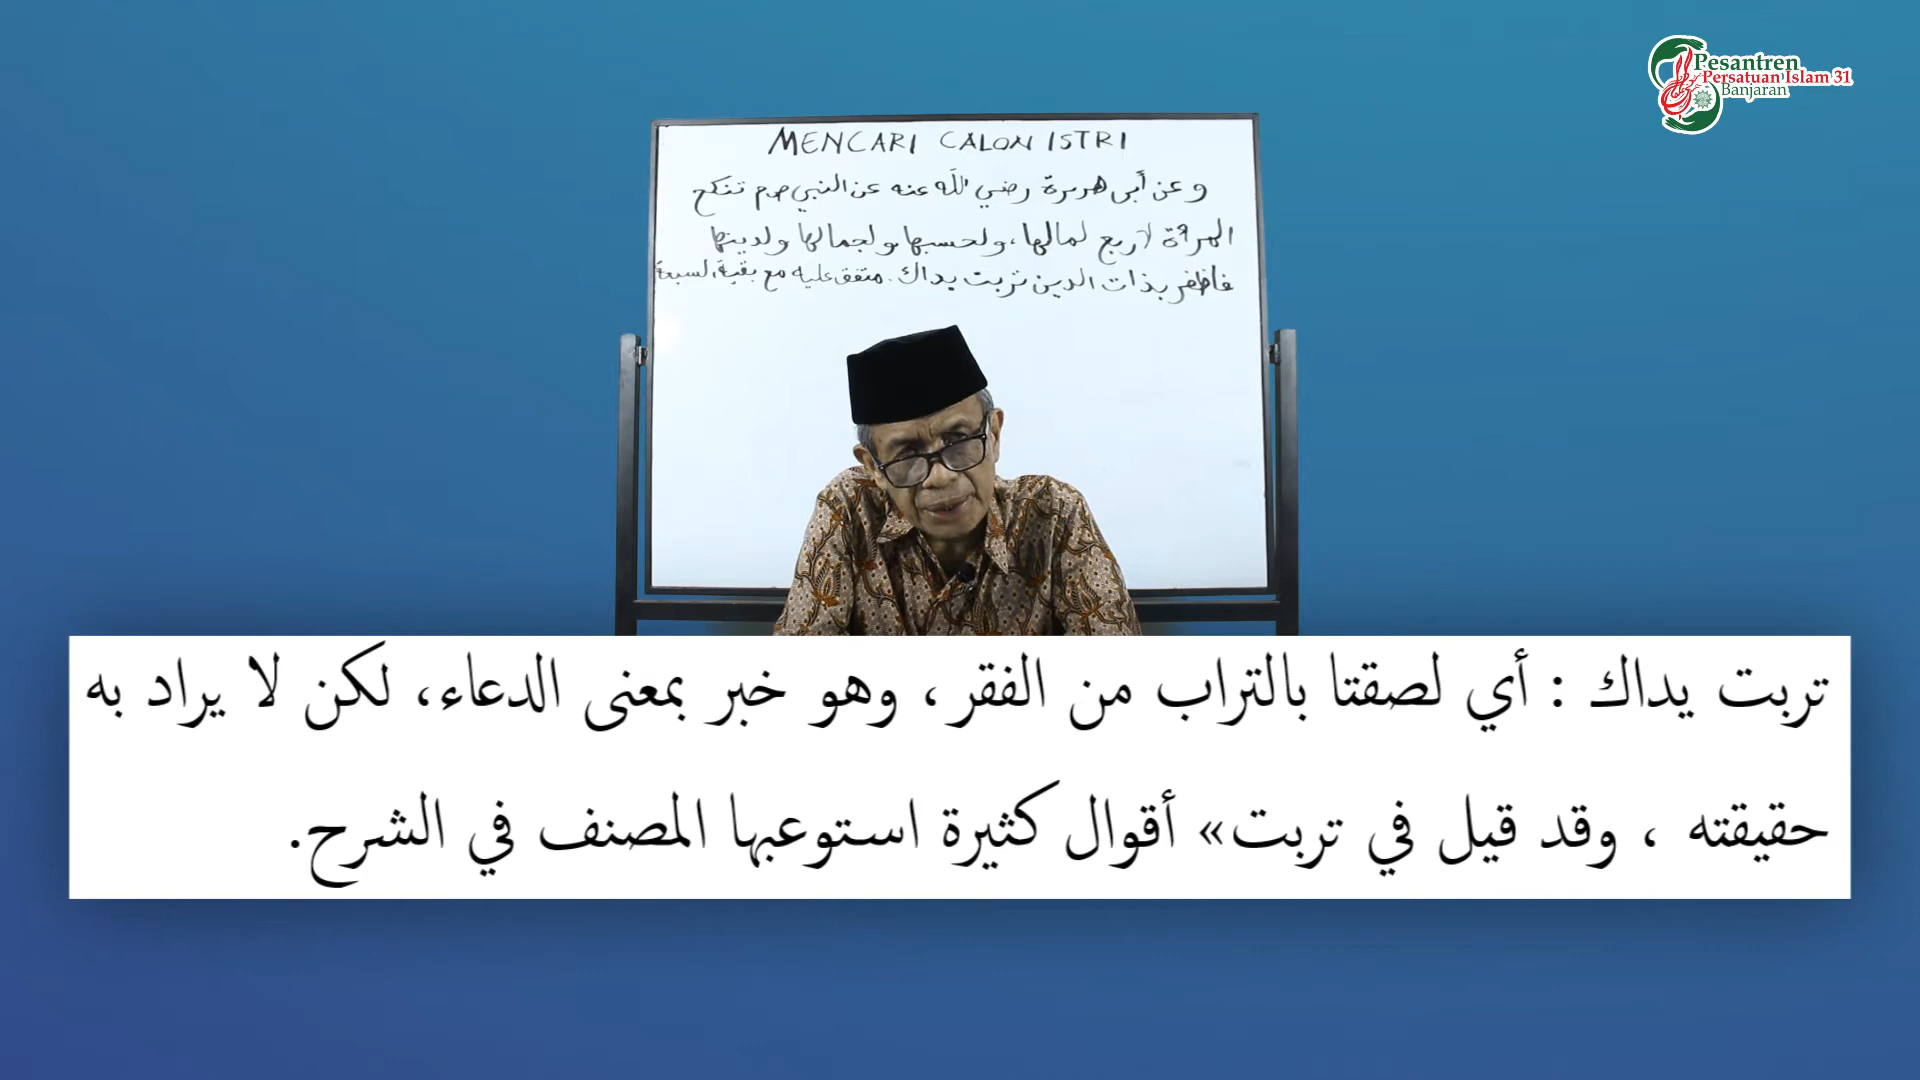 Pesantren
Persatuan Islam 31
Banjaran
MENCARI CALON ISTRI
وعن أبى هريرة رضي الله عنه عن النبي صم تنكح
المرأة لاربع لمالها، ولحسبها ولجمالها ولدينها
فاظفر بذات الدين تربت يداك. متفق عليه مع بقية السبعة
تربت يداك : أي لصقتا بالتراب من الفقر ، وهو خبر بمعنى الدعاء، لكن لا يراد به
حقيقته ، وقد قيل في تربت» أقوال كثيرة استوعبها المصنف في الشرح.